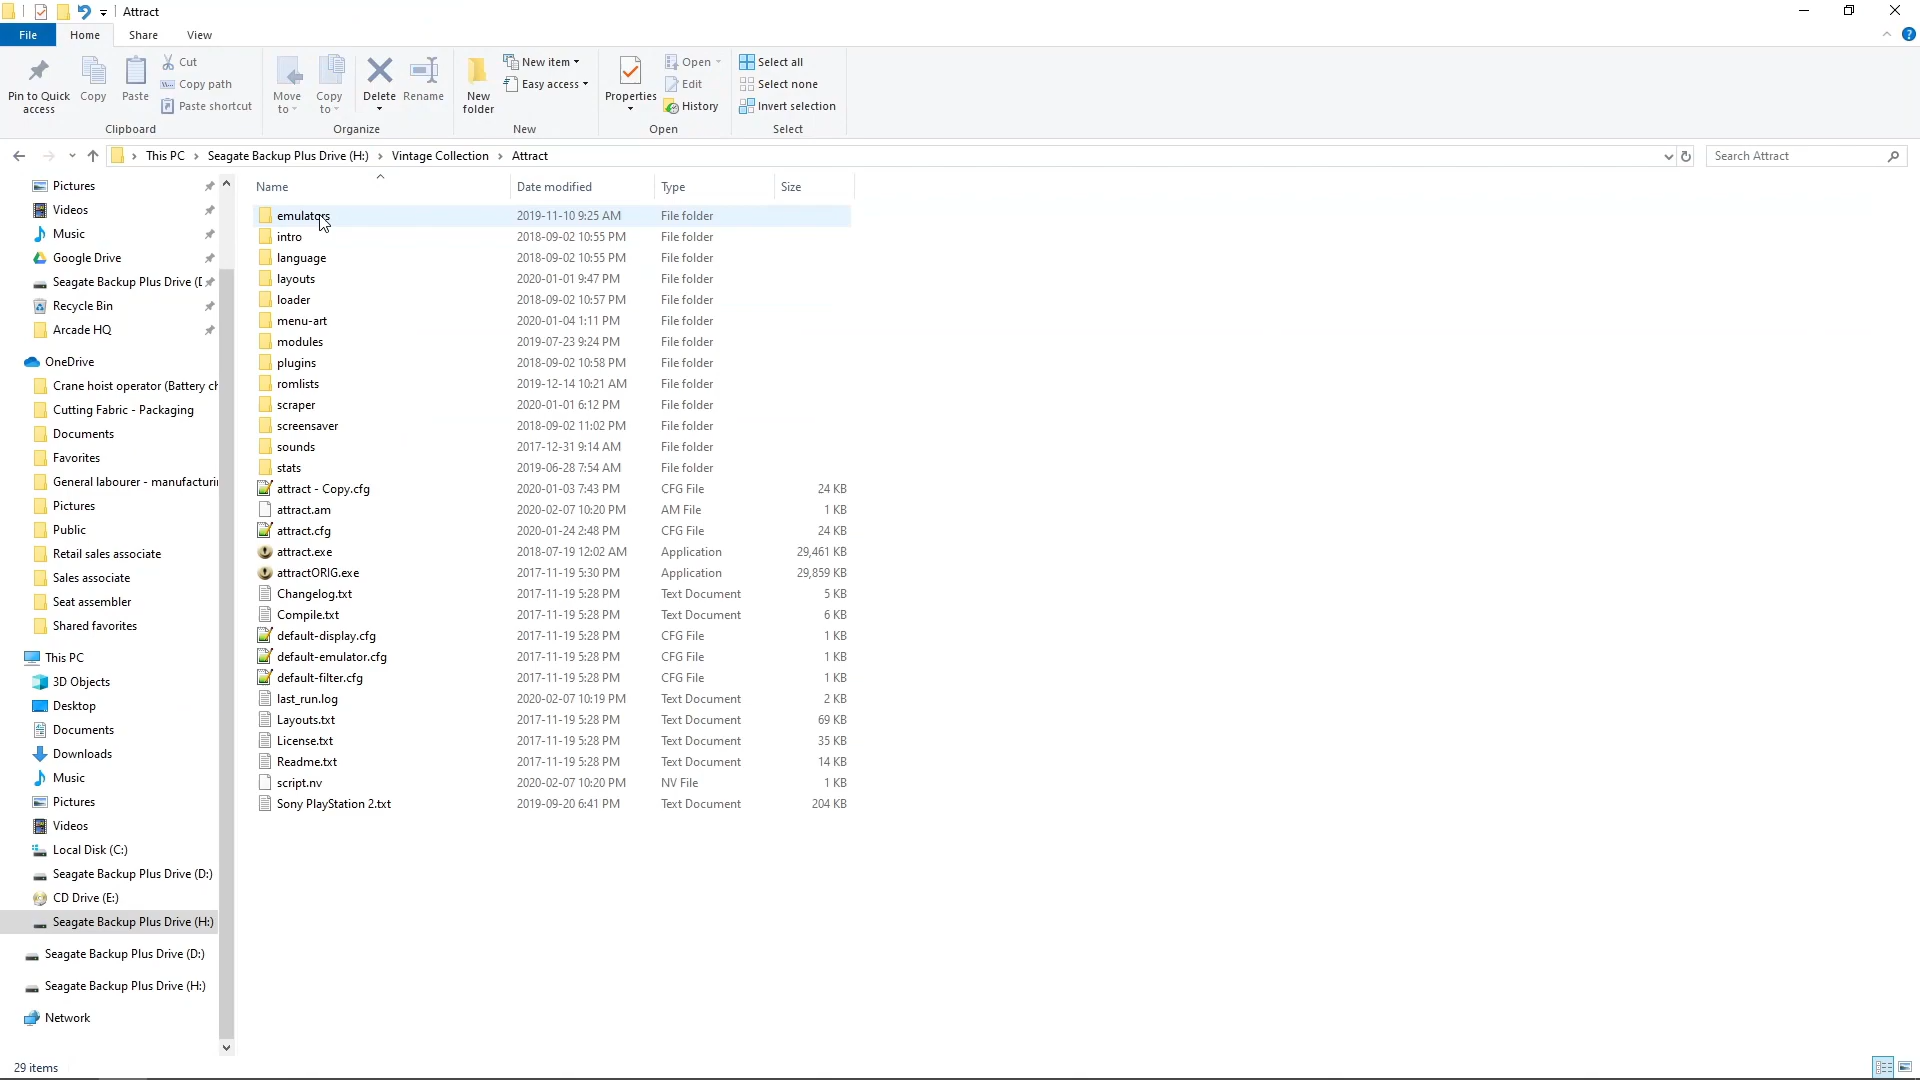 Attract
File Home Share View
Pin to Quick access
Copy
Paste
Cut
Copy path
Paste shortcut
Clipboard
Move to
Copy to
Delete
Rename
Organize
New folder
New item
Easy access
New
Properties
Open
Edit
History
Open
Select all
Select none
Invert selection
Select
This PC > Seagate Backup Plus Drive (H:) > Vintage Collection > Attract
Search Attract
Pictures
Videos
Music
Google Drive
Seagate Backup Plus Drive (
Recycle Bin
Arcade HQ
OneDrive
Crane hoist operator (Battery ch
Cutting Fabric - Packaging
Documents
Favorites
General labourer - manufacturi
Pictures
Public
Retail sales associate
Sales associate
Seat assembler
Shared favorites
This PC
3D Objects
Desktop
Documents
Downloads
Music
Pictures
Videos
Local Disk (C:)
Seagate Backup Plus Drive (D:)
CD Drive (E:)
Seagate Backup Plus Drive (H:)
Seagate Backup Plus Drive (D:)
Seagate Backup Plus Drive (H:)
Network
Name Date modified Type Size
emulators 2019-11-10 9:25 AM File folder
intro 2018-09-02 10:55 PM File folder
language 2018-09-02 10:55 PM File folder
layouts 2020-01-01 9:47 PM File folder
loader 2018-09-02 10:57 PM File folder
menu-art 2020-01-04 1:11 PM File folder
modules 2019-07-23 9:24 PM File folder
plugins 2018-09-02 10:58 PM File folder
romlists 2019-12-14 10:21 AM File folder
scraper 2020-01-01 6:12 PM File folder
screensaver 2018-09-02 11:02 PM File folder
sounds 2017-12-31 9:14 AM File folder
stats 2019-06-28 7:54 AM File folder
attract - Copy.cfg 2020-01-03 7:43 PM CFG File 24 KB
attract.am 2020-02-07 10:20 PM AM File 1 KB
attract.cfg 2020-01-24 2:48 PM CFG File 24 KB
attract.exe 2018-07-19 12:02 AM Application 29,461 KB
attractORIG.exe 2017-11-19 5:30 PM Application 29,859 KB
Changelog.txt 2017-11-19 5:28 PM Text Document 5 KB
Compile.txt 2017-11-19 5:28 PM Text Document 6 KB
default-display.cfg 2017-11-19 5:28 PM CFG File 1 KB
default-emulator.cfg 2017-11-19 5:28 PM CFG File 1 KB
default-filter.cfg 2017-11-19 5:28 PM CFG File 1 KB
last_run.log 2020-02-07 10:19 PM Text Document 2 KB
Layouts.txt 2017-11-19 5:28 PM Text Document 69 KB
License.txt 2017-11-19 5:28 PM Text Document 35 KB
Readme.txt 2017-11-19 5:28 PM Text Document 14 KB
script.nv 2020-02-07 10:20 PM NV File 1 KB
Sony PlayStation 2.txt 2019-09-20 6:41 PM Text Document 204 KB
29 items